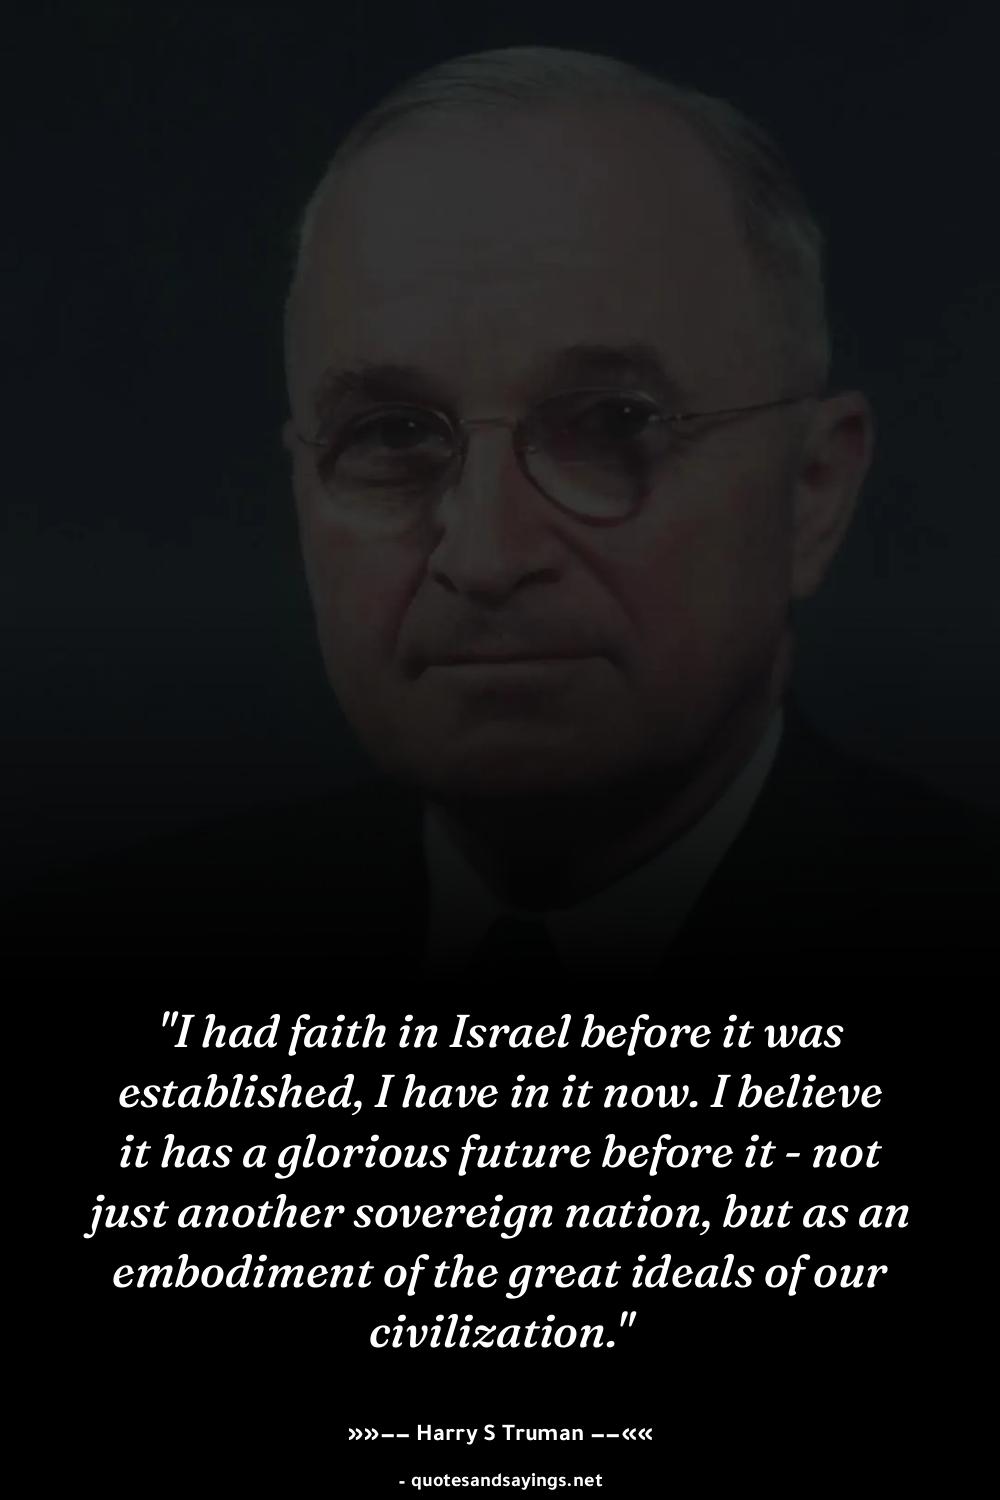 "I had faith in Israel before it was
established, I have in it now. I believe
it has a glorious future before it - not
just another sovereign nation, but as an
embodiment of the great ideals of our
civilization."
»»–– Harry S Truman ––««
- quotesandsayings.net